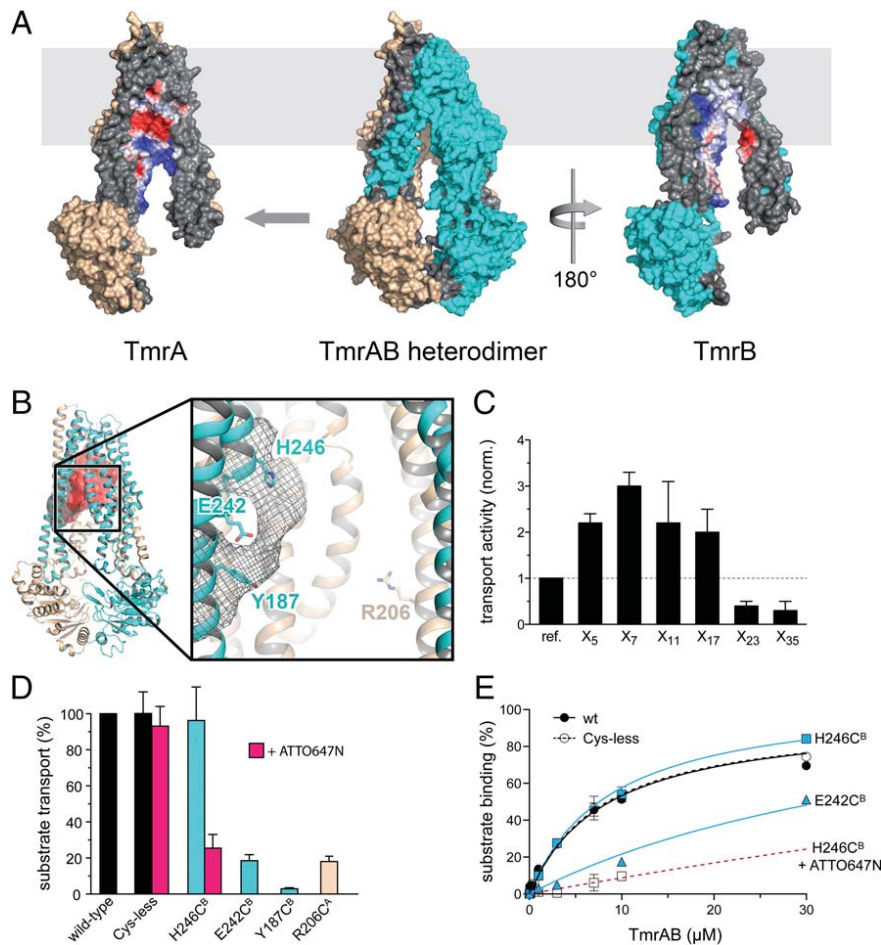 A
180°
TmrA
TmrAB heterodimer
TmrB
B
H246
E242
Y187
R206
C
transport activity (norm.)
4
3
2
1
0
ref.
X5
X7
X11
X17
X23
X35
D
substrate transport (%)
100
80
60
40
20
0
+ ATTO647N
wild-type
Cys-less
H246Cᴮ
E242Cᴮ
Y187Cᴮ
R206Cᴬ
E
substrate binding (%)
100
80
60
40
20
0
wt
Cys-less
H246Cᴮ
E242Cᴮ
H246Cᴮ
+ ATTO647N
0
10
20
30
TmrAB (µM)